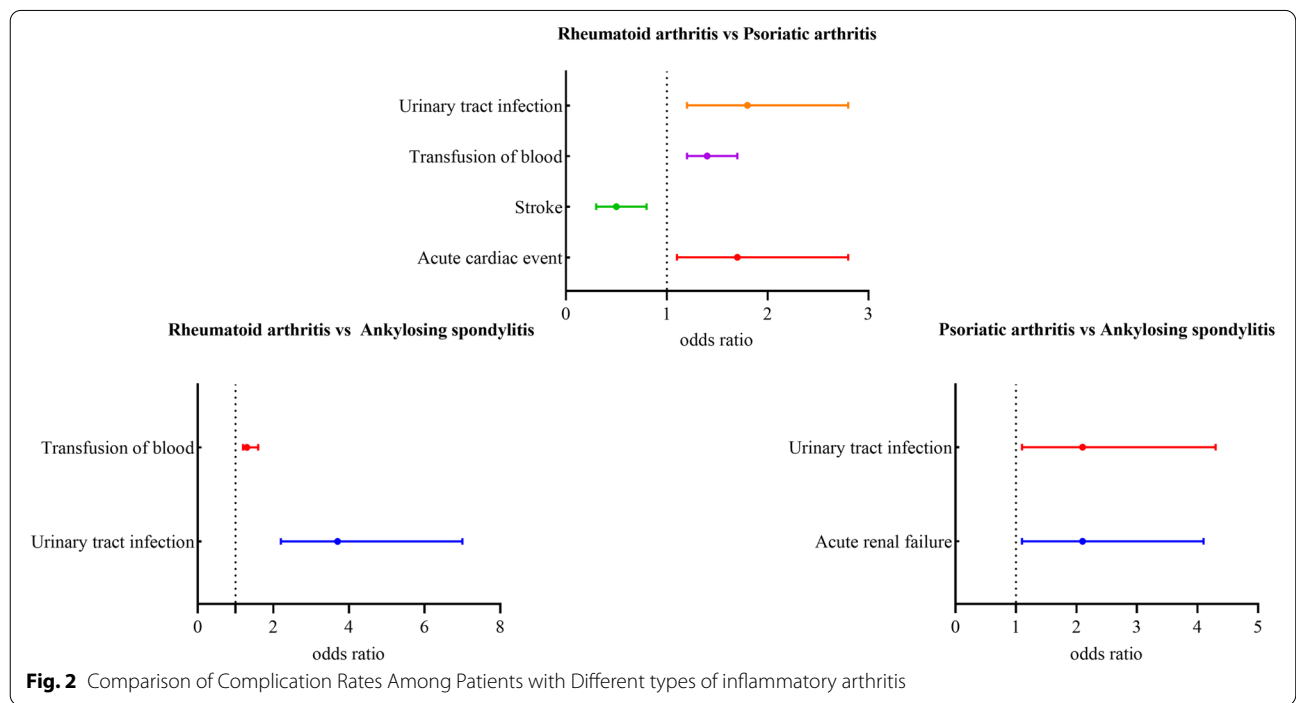 Rheumatoid arthritis vs Psoriatic arthritis
Urinary tract infection
Transfusion of blood
Stroke
Acute cardiac event
0 1 2 3
odds ratio
Rheumatoid arthritis vs Ankylosing spondylitis
Transfusion of blood
Urinary tract infection
0 2 4 6 8
odds ratio
Psoriatic arthritis vs Ankylosing spondylitis
Urinary tract infection
Acute renal failure
0 1 2 3 4 5
odds ratio
Fig. 2 Comparison of Complication Rates Among Patients with Different types of inflammatory arthritis